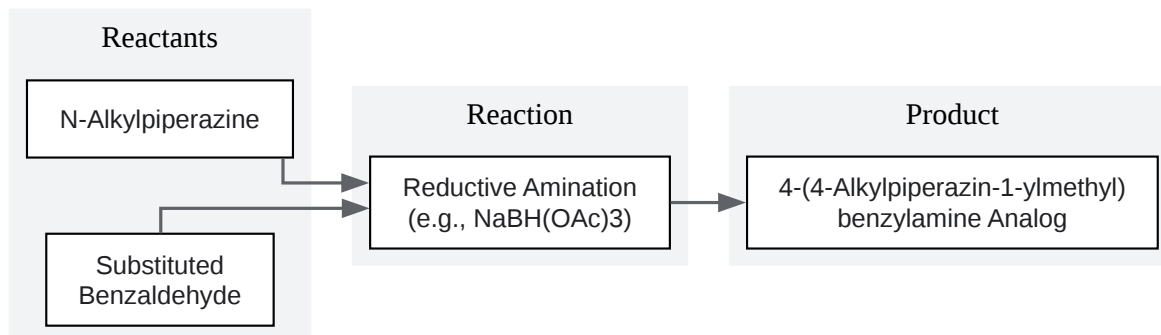 Reactants
N-Alkylpiperazine
Substituted
Benzaldehyde
Reaction
Reductive Amination
(e.g., NaBH(OAc)3)
Product
4-(4-Alkylpiperazin-1-ylmethyl)
benzylamine Analog